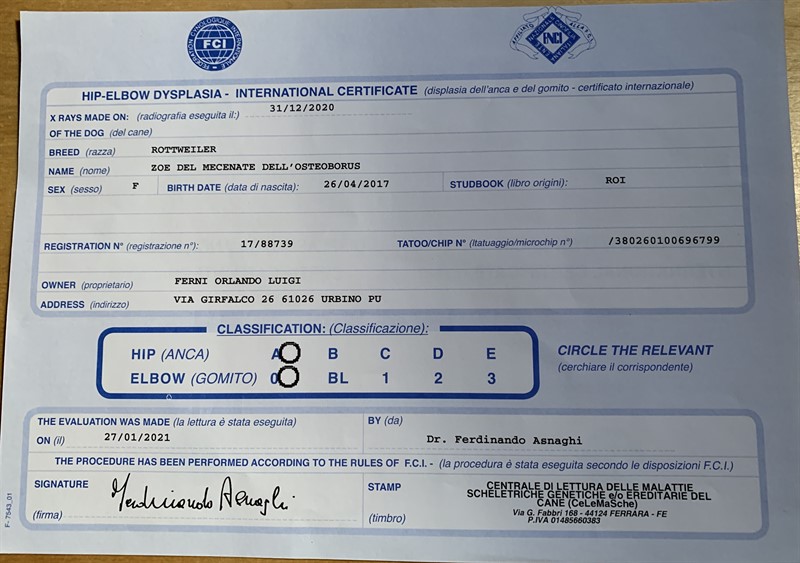 FCI
ENCI
HIP-ELBOW DYSPLASIA - INTERNATIONAL CERTIFICATE (displasia dell'anca e del gomito - certificato internazionale)
X RAYS MADE ON: (radiografia eseguita il:) 31/12/2020
OF THE DOG (del cane)
BREED (razza) ROTTWEILER
NAME (nome) ZOE DEL MECENATE DELL'OSTEOBORUS
SEX (sesso) F BIRTH DATE (data di nascita): 26/04/2017 STUDBOOK (libro origini): ROI
REGISTRATION N° (registrazione n°): 17/88739 TATOO/CHIP N° (ltatuaggio/microchip n°) /380260100696799
OWNER (proprietario) FERNI ORLANDO LUIGI
ADDRESS (indirizzo) VIA GIRFALCO 26 61026 URBINO PU
CLASSIFICATION: (Classificazione):
HIP (ANCA) A B C D E
ELBOW (GOMITO) 0 BL 1 2 3
CIRCLE THE RELEVANT
(cerchiare il corrispondente)
THE EVALUATION WAS MADE (la lettura è stata eseguita)
ON (il) 27/01/2021
BY (da)
Dr. Ferdinando Asnaghi
THE PROCEDURE HAS BEEN PERFORMED ACCORDING TO THE RULES OF F.C.I. - (la procedura è stata eseguita secondo le disposizioni F.C.I.)
SIGNATURE
(firma)
Ferdinando Asnaghi
STAMP
(timbro)
CENTRALE DI LETTURA DELLE MALATTIE
SCHELETRICHE GENETICHE e/o EREDITARIE DEL
CANE (CeLeMaSche)
Via G. Fabbri 168 - 44124 FERRARA - FE
P.IVA 01485660383
F- 7543_01